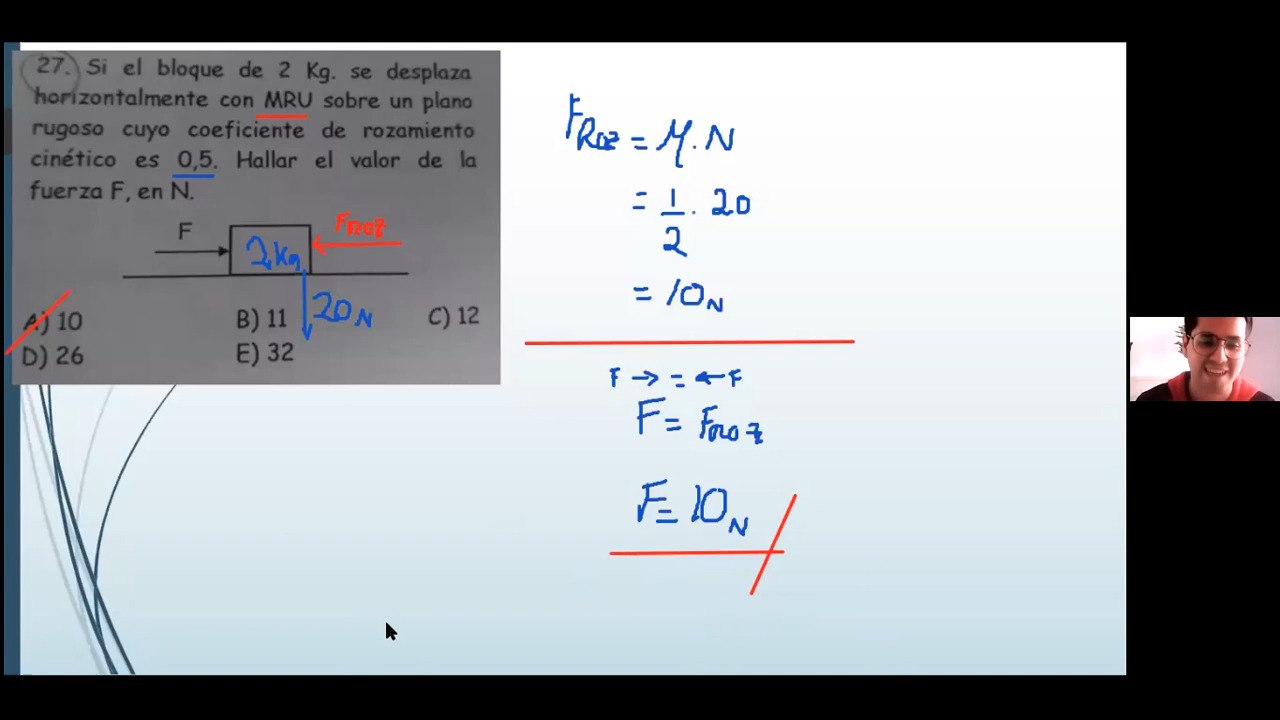 27. Si el bloque de 2 Kg. se desplaza
horizontalmente con MRU sobre un plano
rugoso cuyo coeficiente de rozamiento
cinético es 0,5. Hallar el valor de la
fuerza F, en N.
F
FROZ
2Kg
20N
A) 10
B) 11
C) 12
D) 26
E) 32
FRoz = μ. N
= 1/2 . 20
= 10N
F → = ← F
F = Froz
F = 10N